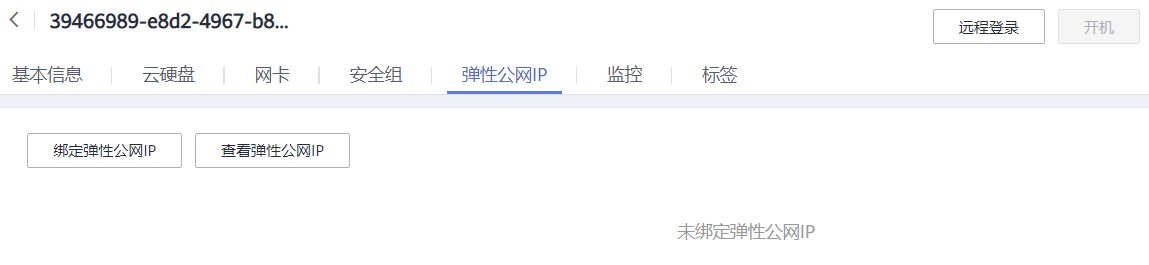 39466989-e8d2-4967-b8...
远程登录 开机
基本信息 云硬盘 网卡 安全组 弹性公网IP 监控 标签
绑定弹性公网IP 查看弹性公网IP
未绑定弹性公网IP